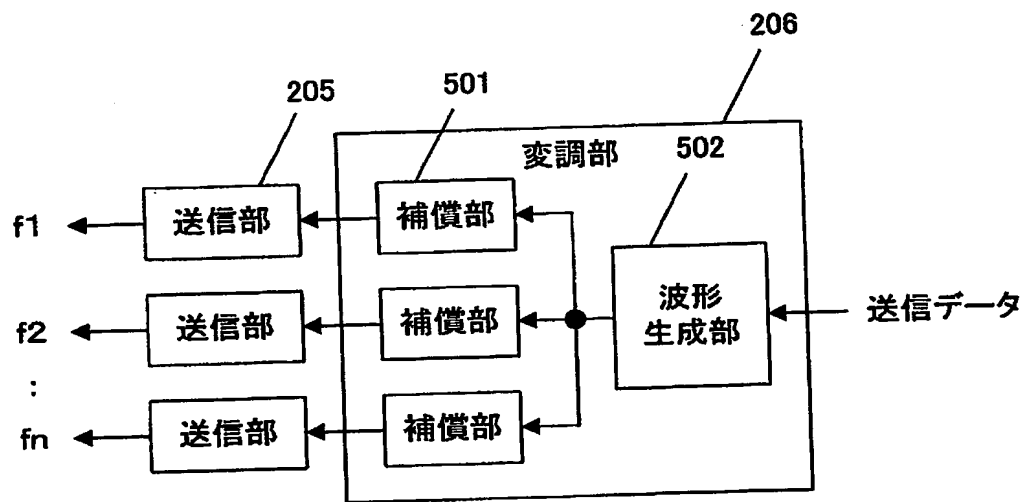 206
205
501
変調部
502
f1
送信部
補償部
f2
送信部
補償部
波形
生成部
送信データ
:
fn
送信部
補償部